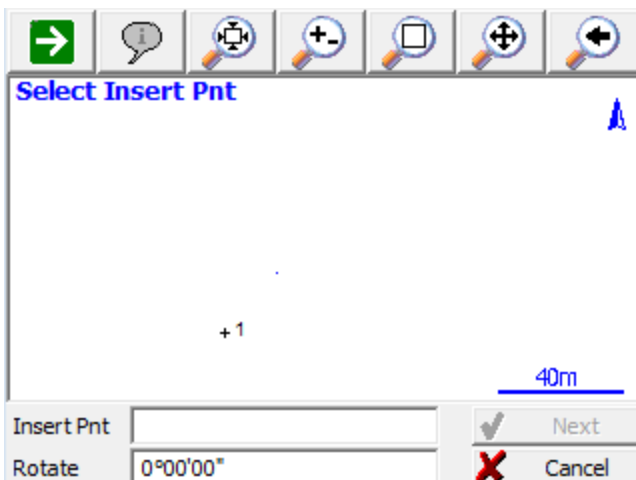 Select Insert Pnt
1
40m
Insert Pnt
Next
Rotate 0°00'00"
Cancel